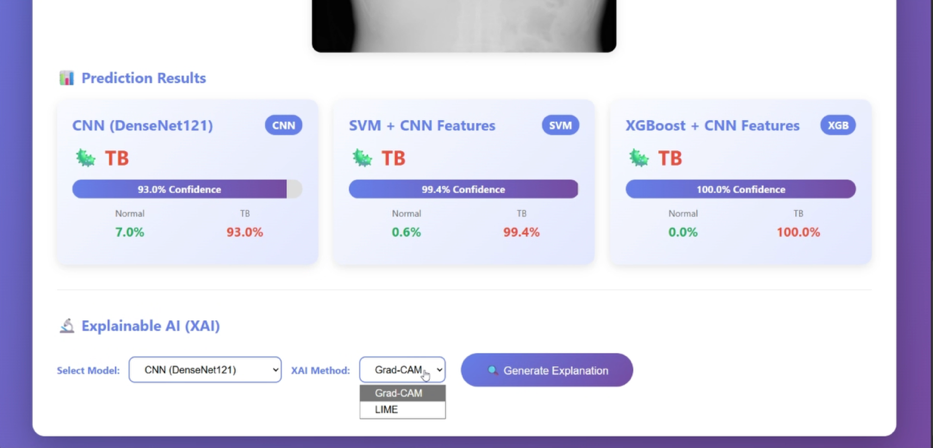 Prediction Results
CNN (DenseNet121) CNN
TB
93.0% Confidence
Normal TB
7.0% 93.0%
SVM + CNN Features SVM
TB
99.4% Confidence
Normal TB
0.6% 99.4%
XGBoost + CNN Features XGB
TB
100.0% Confidence
Normal TB
0.0% 100.0%
Explainable AI (XAI)
Select Model: CNN (DenseNet121) XAI Method: Grad-CAM Generate Explanation
Grad-CAM
LIME